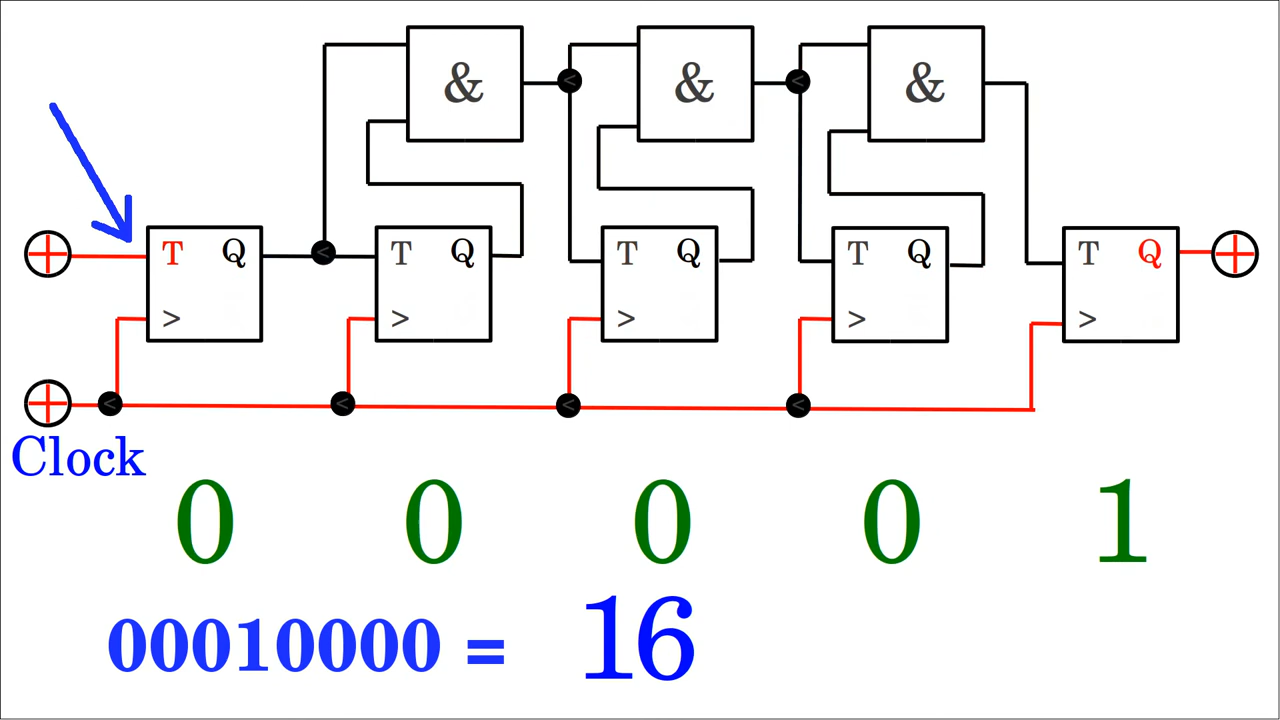 & & &
T Q T Q T Q T Q T Q
> > > > >
< < < < < < <
Clock
0 0 0 0 1
00010000 = 16